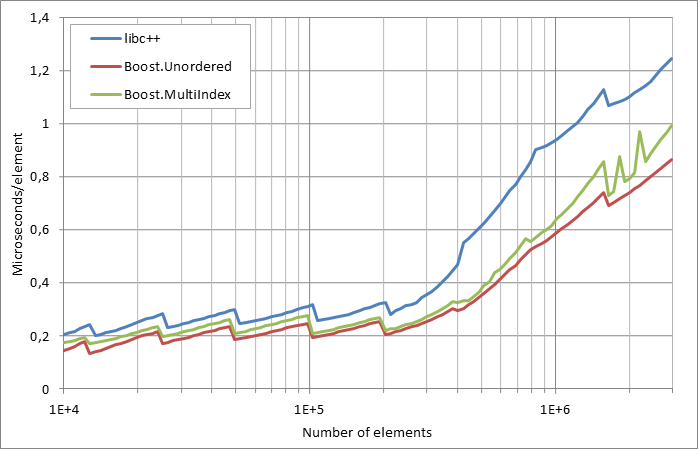 1,4
1,2
1
0,8
0,6
0,4
0,2
0
Microseconds/element
libc++
Boost.Unordered
Boost.MultiIndex
1E+4 1E+5 1E+6
Number of elements